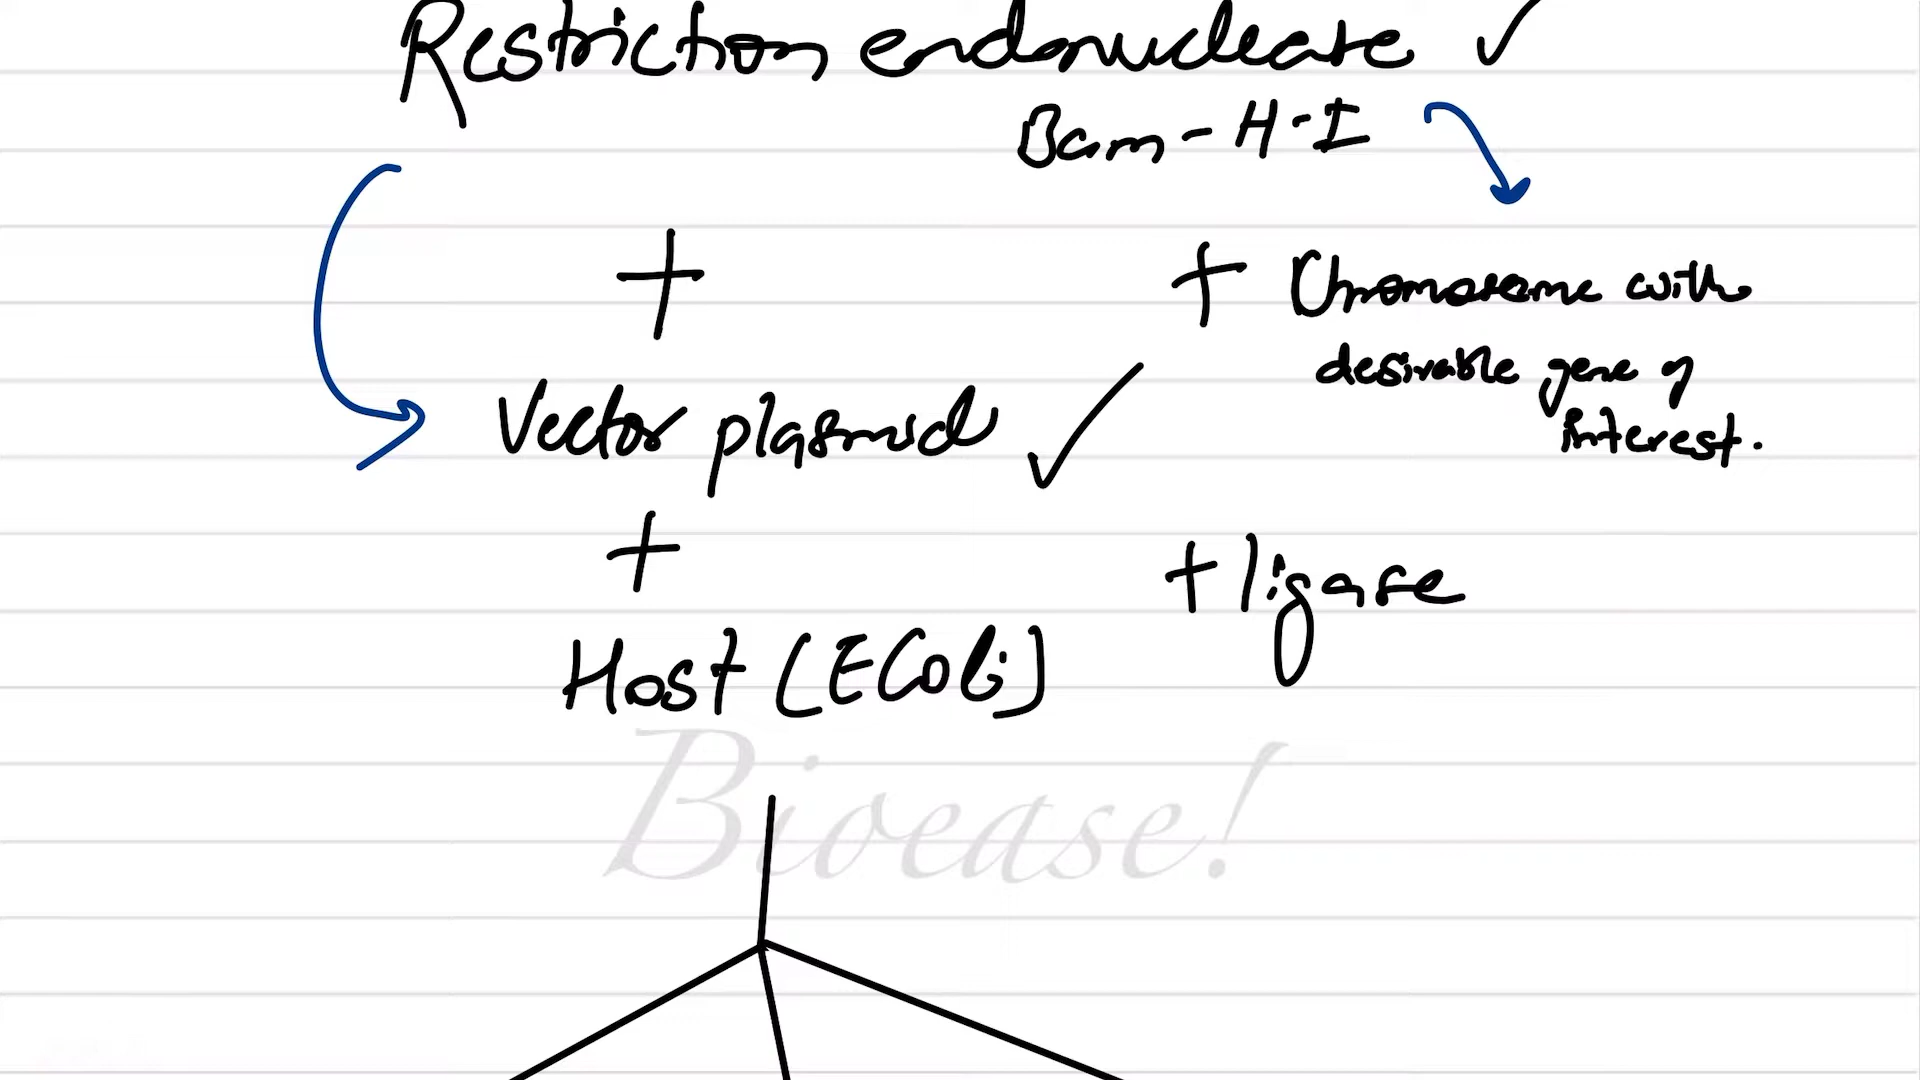 Restriction endonuclease ✓
Bam-H-I
+
+ Chromosome with
desirable gene of
interest.
Vector plasmid ✓
+
+ ligase
Host (E Coli)
Bioease!